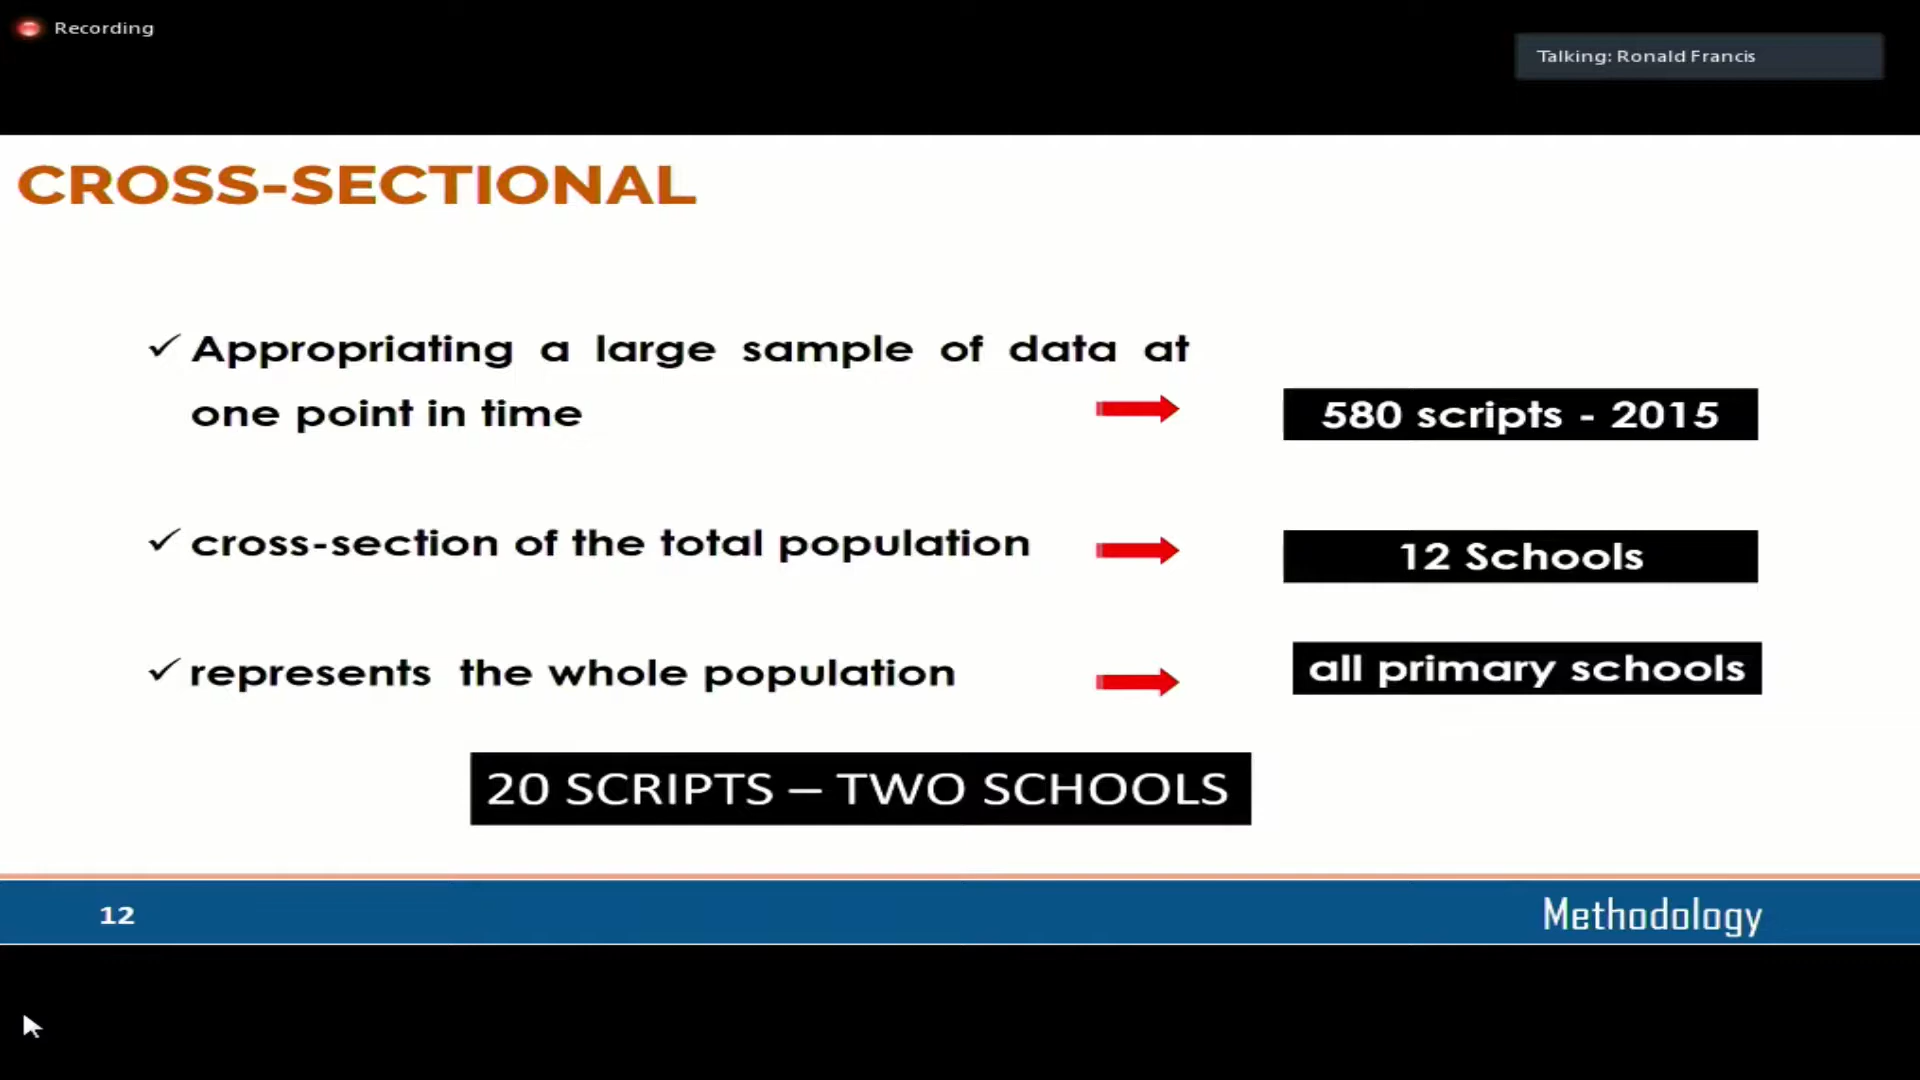 Recording
Talking: Ronald Francis
CROSS-SECTIONAL
✓ Appropriating a large sample of data at
one point in time
580 scripts - 2015
✓ cross-section of the total population
12 Schools
✓ represents the whole population
all primary schools
20 SCRIPTS – TWO SCHOOLS
12
Methodology